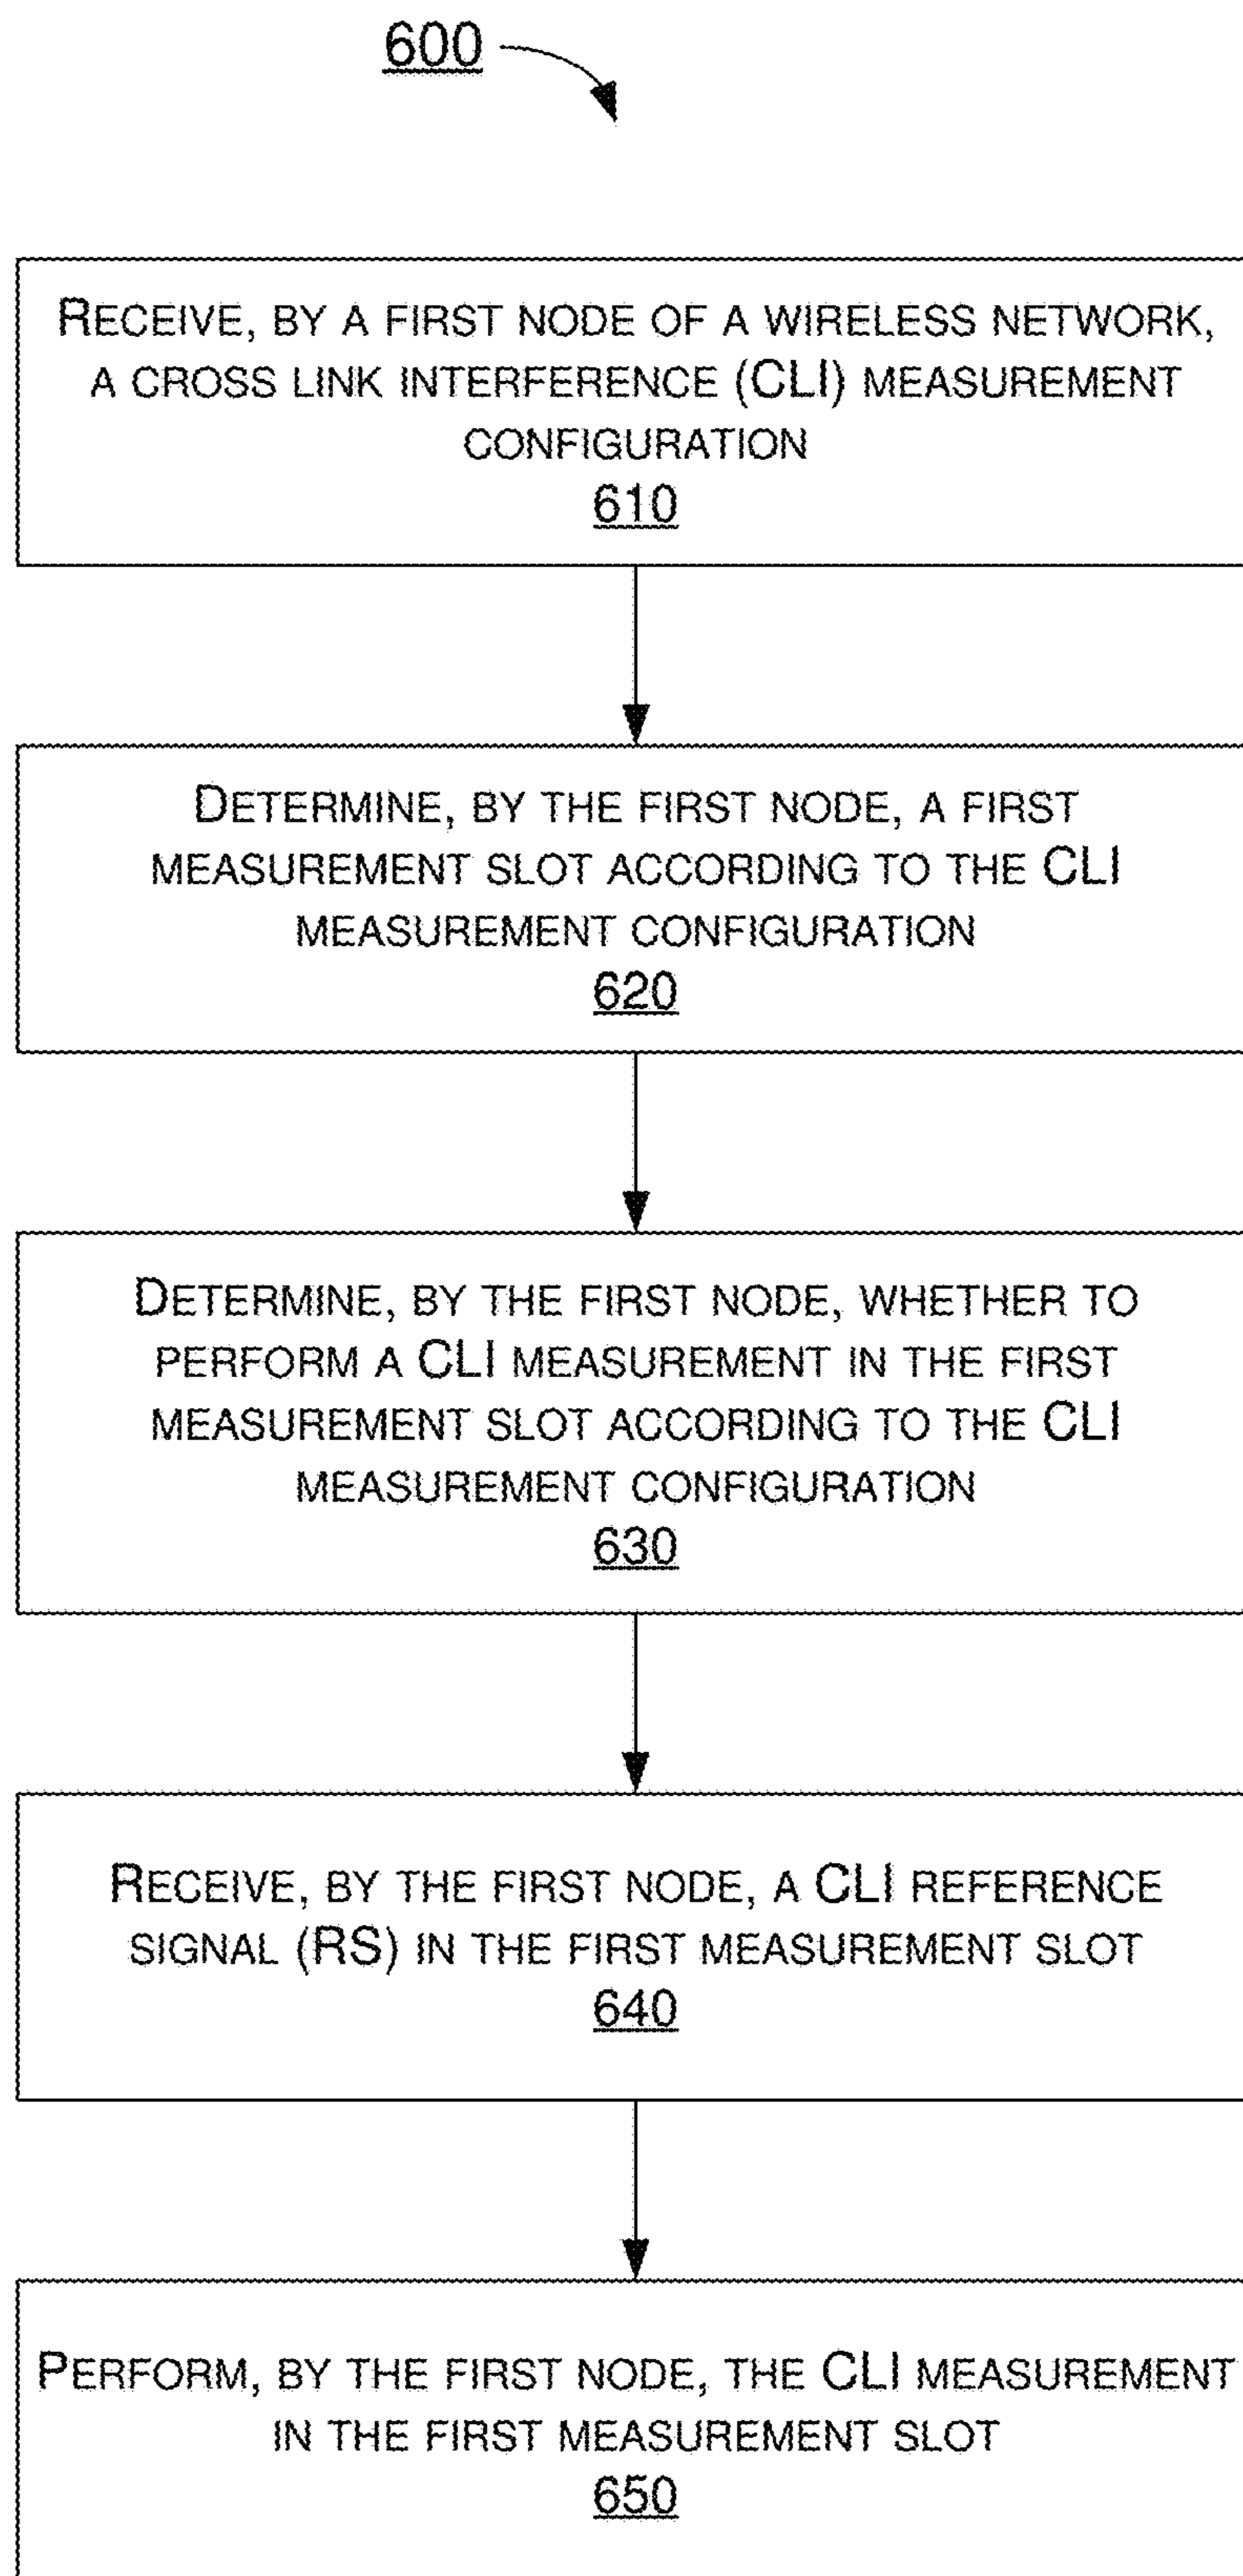 600
RECEIVE, BY A FIRST NODE OF A WIRELESS NETWORK,
A CROSS LINK INTERFERENCE (CLI) MEASUREMENT
CONFIGURATION
610
DETERMINE, BY THE FIRST NODE, A FIRST
MEASUREMENT SLOT ACCORDING TO THE CLI
MEASUREMENT CONFIGURATION
620
DETERMINE, BY THE FIRST NODE, WHETHER TO
PERFORM A CLI MEASUREMENT IN THE FIRST
MEASUREMENT SLOT ACCORDING TO THE CLI
MEASUREMENT CONFIGURATION
630
RECEIVE, BY THE FIRST NODE, A CLI REFERENCE
SIGNAL (RS) IN THE FIRST MEASUREMENT SLOT
640
PERFORM, BY THE FIRST NODE, THE CLI MEASUREMENT
IN THE FIRST MEASUREMENT SLOT
650